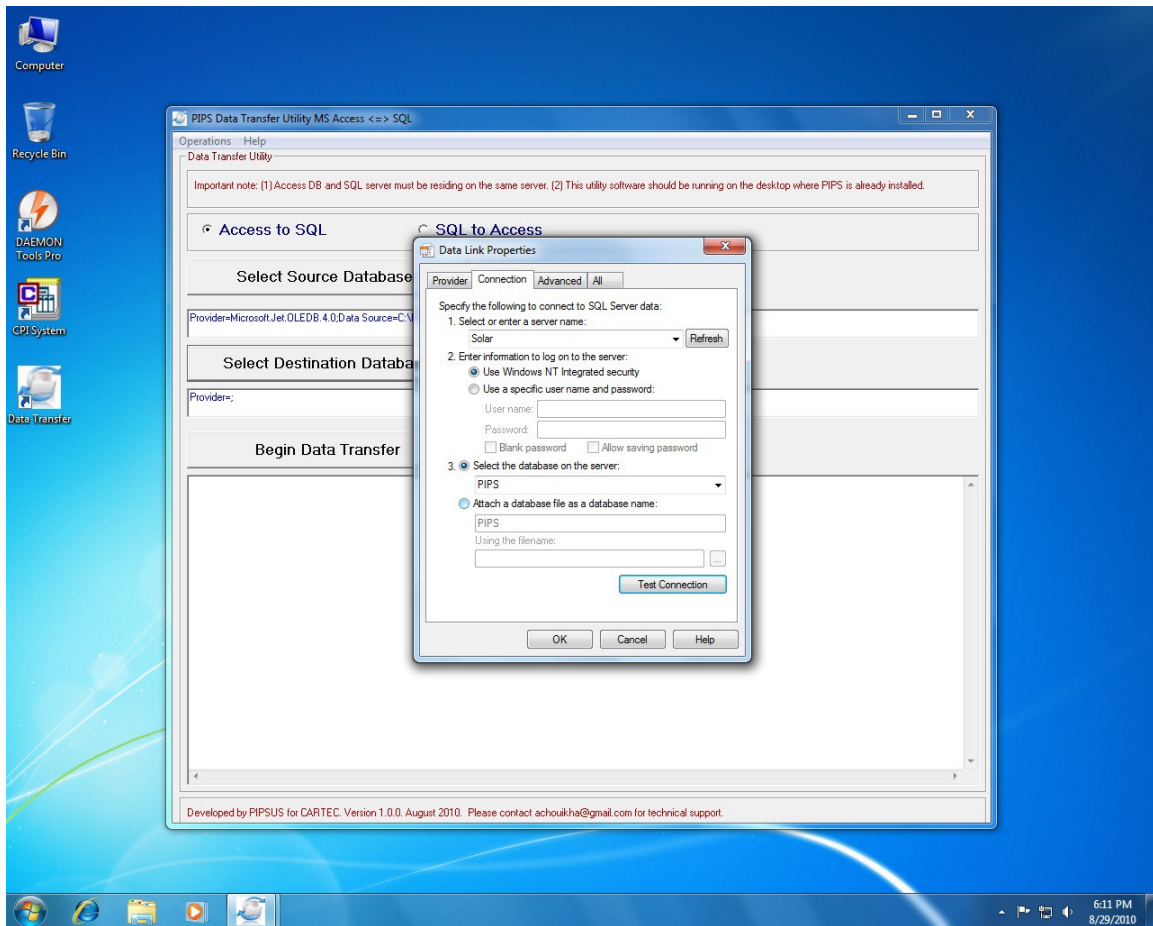 Computer
Recycle Bin
DAEMON
Tools Pro
CPI System
Data Transfer
PIPS Data Transfer Utility MS Access <=> SQL
Operations Help
Data Transfer Utility
Important note: (1) Access DB and SQL server must be residing on the same server. (2) This utility software should be running on the desktop where PIPS is already installed.
Access to SQL
SQL to Access
Select Source Database
Provider=Microsoft.Jet.OLEDB.4.0;Data Source=C:\
Select Destination Databa
Provider=;
Begin Data Transfer
Data Link Properties
Provider Connection Advanced All
Specify the following to connect to SQL Server data:
1. Select or enter a server name:
Solar Refresh
2. Enter information to log on to the server:
Use Windows NT Integrated security
Use a specific user name and password:
User name:
Password:
Blank password Allow saving password
3. Select the database on the server:
PIPS
Attach a database file as a database name:
PIPS
Using the filename:
...
Test Connection
OK Cancel Help
Developed by PIPSUS for CARTEC. Version 1.0.0. August 2010. Please contact achouikha@gmail.com for technical support.
6:11 PM
8/29/2010